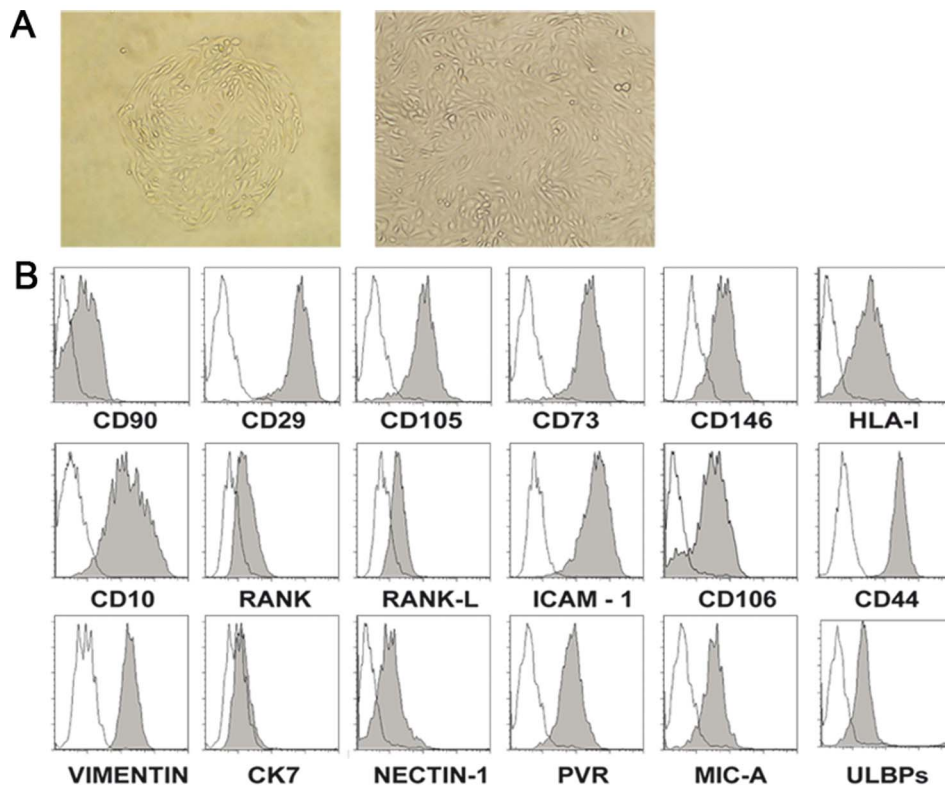 A
B
CD90 CD29 CD105 CD73 CD146 HLA-I
CD10 RANK RANK-L ICAM - 1 CD106 CD44
VIMENTIN CK7 NECTIN-1 PVR MIC-A ULBPs